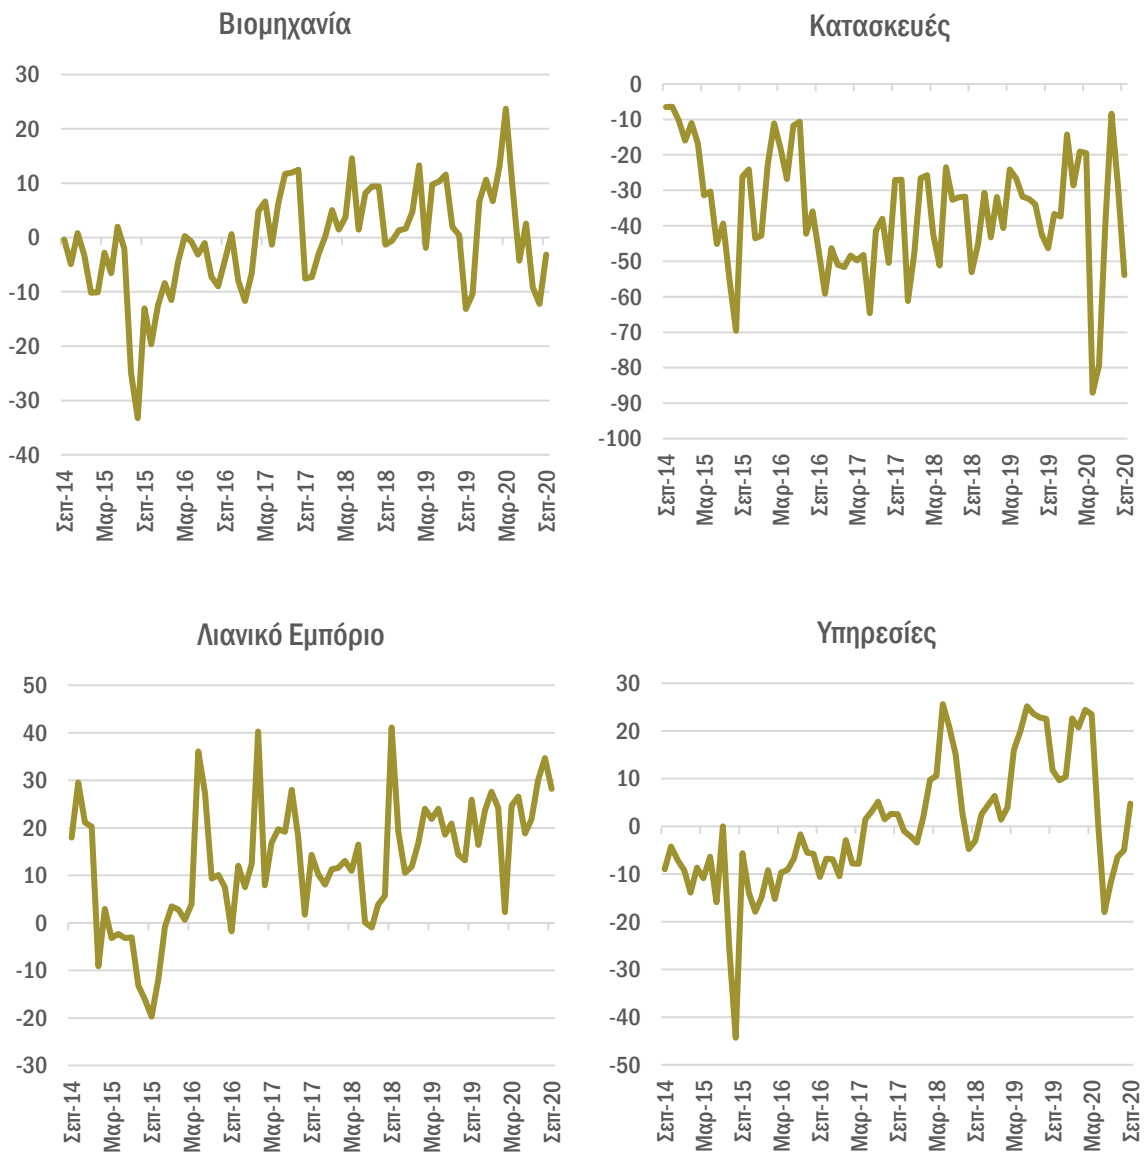 Βιομηχανία
30
20
10
0
-10
-20
-30
-40
Σεπ-14
Μαρ-15
Σεπ-15
Μαρ-16
Σεπ-16
Μαρ-17
Σεπ-17
Μαρ-18
Σεπ-18
Μαρ-19
Σεπ-19
Μαρ-20
Σεπ-20
Κατασκευές
0
-10
-20
-30
-40
-50
-60
-70
-80
-90
-100
Σεπ-14
Μαρ-15
Σεπ-15
Μαρ-16
Σεπ-16
Μαρ-17
Σεπ-17
Μαρ-18
Σεπ-18
Μαρ-19
Σεπ-19
Μαρ-20
Σεπ-20
Λιανικό Εμπόριο
50
40
30
20
10
0
-10
-20
-30
Σεπ-14
Μαρ-15
Σεπ-15
Μαρ-16
Σεπ-16
Μαρ-17
Σεπ-17
Μαρ-18
Σεπ-18
Μαρ-19
Σεπ-19
Μαρ-20
Σεπ-20
Υπηρεσίες
30
20
10
0
-10
-20
-30
-40
-50
Σεπ-14
Μαρ-15
Σεπ-15
Μαρ-16
Σεπ-16
Μαρ-17
Σεπ-17
Μαρ-18
Σεπ-18
Μαρ-19
Σεπ-19
Μαρ-20
Σεπ-20